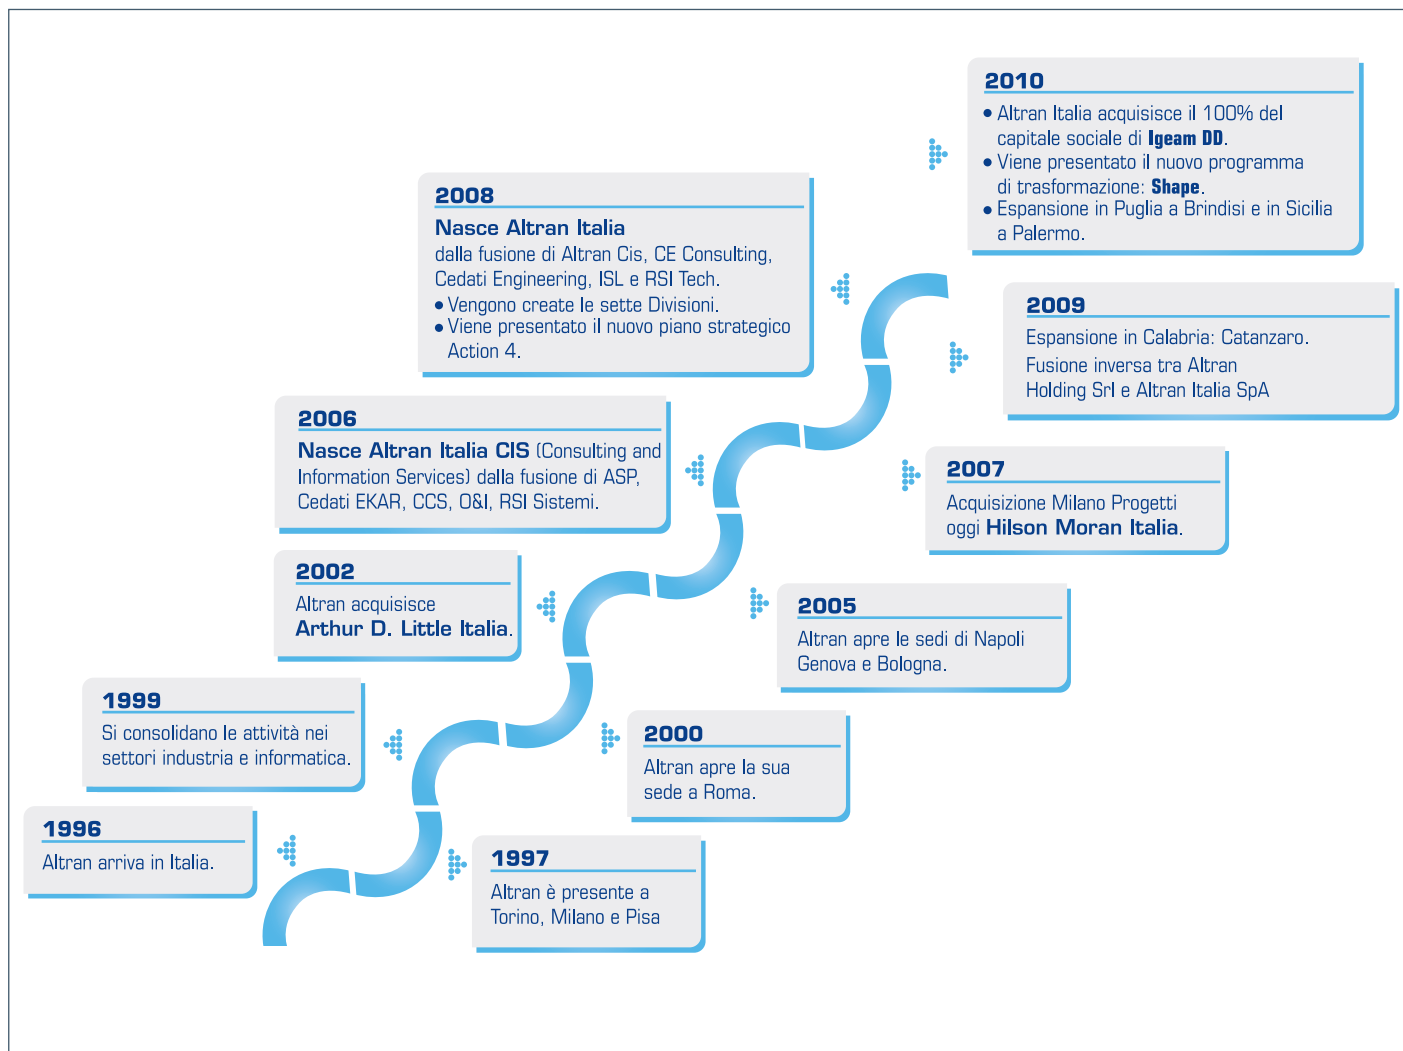 2010
• Altran Italia acquisisce il 100% del
capitale sociale di Igeam DD.
• Viene presentato il nuovo programma
di trasformazione: Shape.
• Espansione in Puglia a Brindisi e in Sicilia
a Palermo.
2008
Nasce Altran Italia
dalla fusione di Altran Cis, CE Consulting,
Cedati Engineering, ISL e RSI Tech.
• Vengono create le sette Divisioni.
• Viene presentato il nuovo piano strategico
Action 4.
2009
Espansione in Calabria: Catanzaro.
Fusione inversa tra Altran
Holding Srl e Altran Italia SpA
2006
Nasce Altran Italia CIS (Consulting and
Information Services) dalla fusione di ASP,
Cedati EKAR, CCS, O&I, RSI Sistemi.
2007
Acquisizione Milano Progetti
oggi Hilson Moran Italia.
2002
Altran acquisisce
Arthur D. Little Italia.
2005
Altran apre le sedi di Napoli
Genova e Bologna.
1999
Si consolidano le attività nei
settori industria e informatica.
2000
Altran apre la sua
sede a Roma.
1996
Altran arriva in Italia.
1997
Altran è presente a
Torino, Milano e Pisa